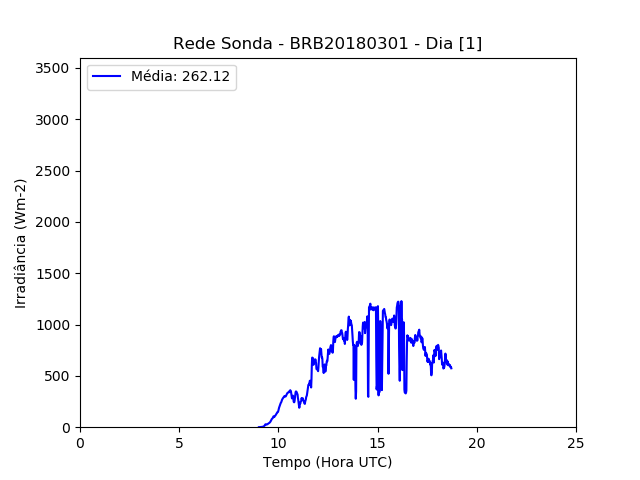 Rede Sonda - BRB20180301 - Dia [1]
Média: 262.12
3500
3000
2500
2000
1500
1000
500
0
Irradiância (Wm-2)
0 5 10 15 20 25
Tempo (Hora UTC)